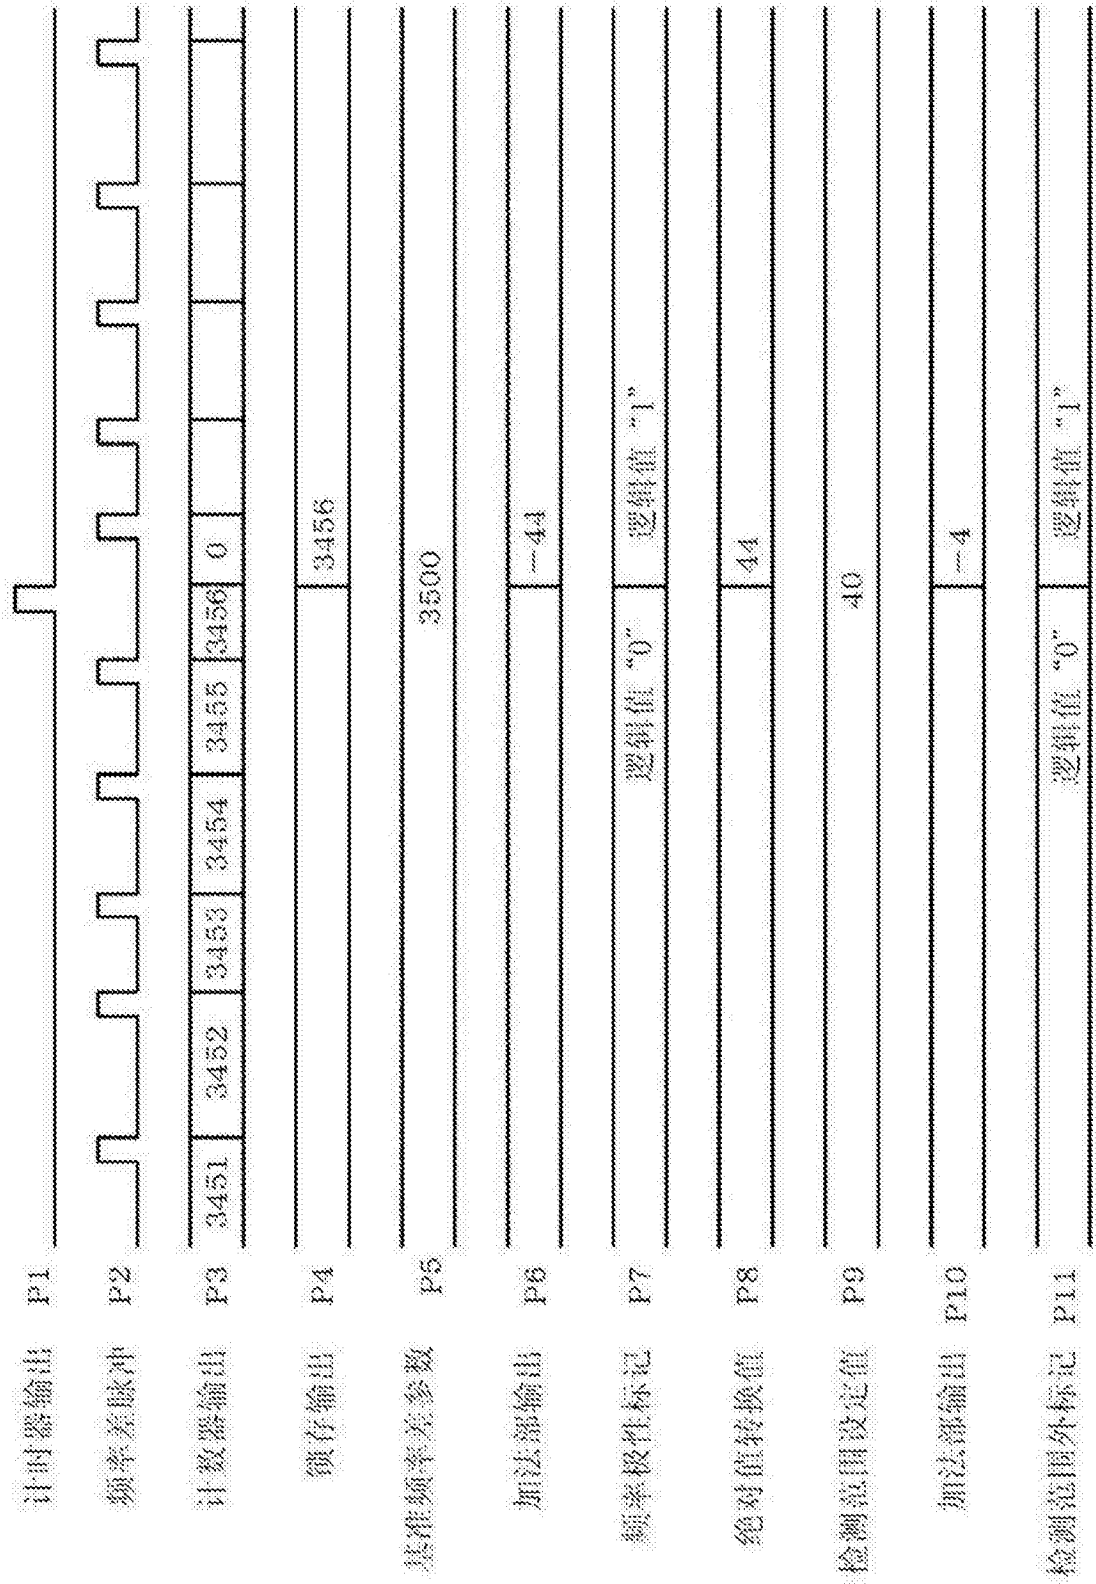 计时器输出 P1
频率差脉冲 P2
计数器输出 P3 3451 3452 3453 3454 3455 3456 0
锁存输出 P4 3456
基准频率差参数 P5 3500
加法部输出 P6 -44
频率极性标记 P7 逻辑值 “0” 逻辑值 “1”
绝对值转换值 P8 44
检测范围设定值 P9 40
加法部输出 P10 -4
检测范围外标记 P11 逻辑值 “0” 逻辑值 “1”